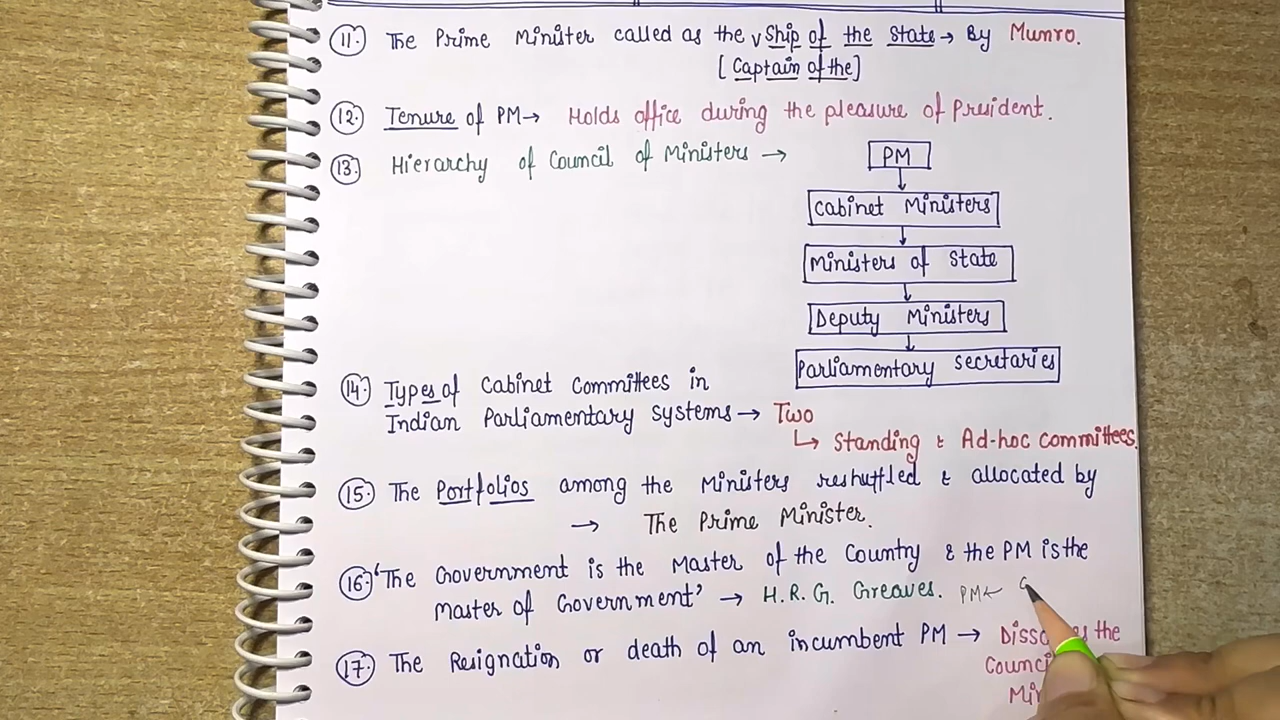 11. The Prime Minister called as the ∨ Ship of the State → By Munro.
[Captain of the]
12. Tenure of PM → Holds office during the pleasure of President.
13. Hierarchy of Council of Ministers →
PM
Cabinet Ministers
Ministers of State
Deputy Ministers
Parliamentary secretaries
14. Types of Cabinet Committees in
Indian Parliamentary systems → Two
↳ Standing & Ad-hoc committees.
15. The Portfolios among the Ministers reshuffled & allocated by
→ The Prime Minister.
16. 'The Government is the Master of the Country & the PM is the
Master of Government' → H.R.G. Greaves. PM ←
17. The Resignation or death of an incumbent PM → the